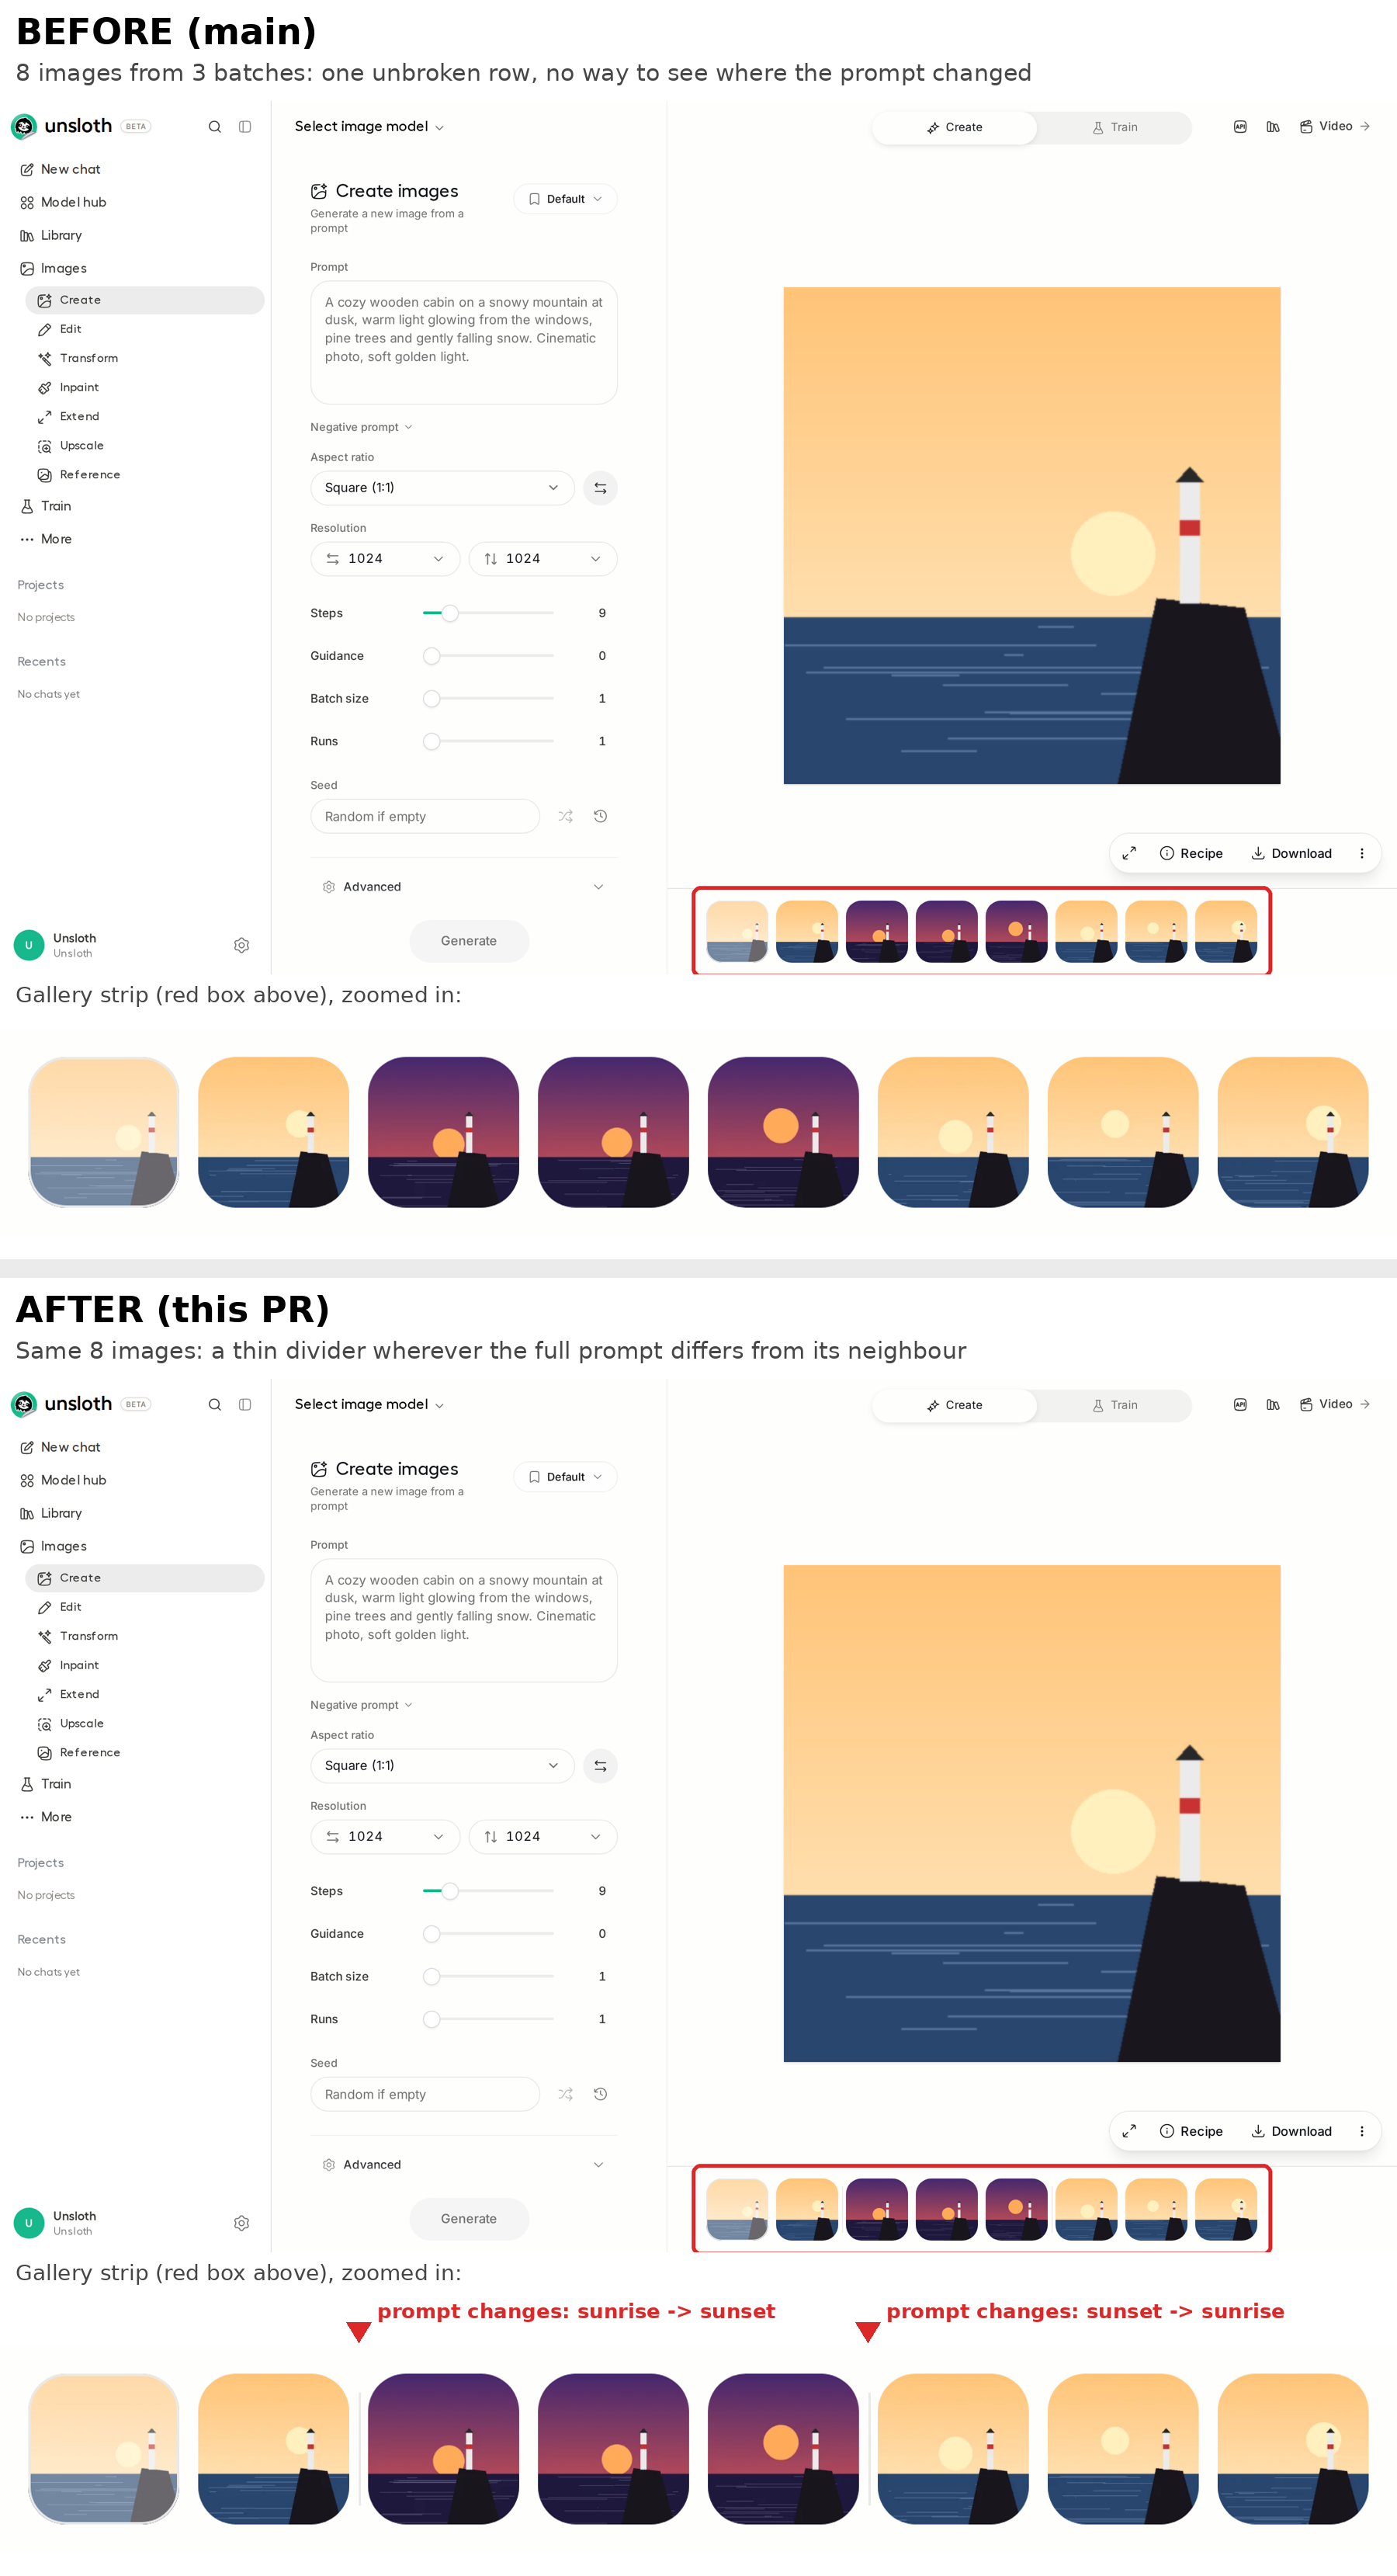 BEFORE (main)
8 images from 3 batches: one unbroken row, no way to see where the prompt changed
unsloth BETA
Select image model
Create
Train
API
Video
New chat
Model hub
Library
Images
Create
Edit
Transform
Inpaint
Extend
Upscale
Reference
Train
More
Projects
No projects
Recents
No chats yet
U
Unsloth
Unsloth
Create images
Default
Generate a new image from a
prompt
Prompt
A cozy wooden cabin on a snowy mountain at
dusk, warm light glowing from the windows,
pine trees and gently falling snow. Cinematic
photo, soft golden light.
Negative prompt
Aspect ratio
Square (1:1)
Resolution
1024
1024
Steps 9
Guidance 0
Batch size 1
Runs 1
Seed
Random if empty
Advanced
Generate
Recipe
Download
Gallery strip (red box above), zoomed in:
AFTER (this PR)
Same 8 images: a thin divider wherever the full prompt differs from its neighbour
unsloth BETA
Select image model
Create
Train
API
Video
New chat
Model hub
Library
Images
Create
Edit
Transform
Inpaint
Extend
Upscale
Reference
Train
More
Projects
No projects
Recents
No chats yet
U
Unsloth
Unsloth
Create images
Default
Generate a new image from a
prompt
Prompt
A cozy wooden cabin on a snowy mountain at
dusk, warm light glowing from the windows,
pine trees and gently falling snow. Cinematic
photo, soft golden light.
Negative prompt
Aspect ratio
Square (1:1)
Resolution
1024
1024
Steps 9
Guidance 0
Batch size 1
Runs 1
Seed
Random if empty
Advanced
Generate
Recipe
Download
Gallery strip (red box above), zoomed in:
prompt changes: sunrise -> sunset
prompt changes: sunset -> sunrise